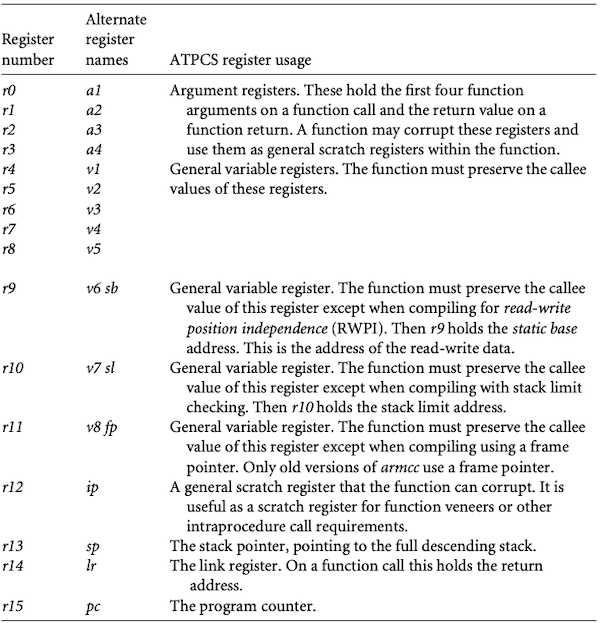 Alternate
Register register
number names ATPCS register usage
r0 a1 Argument registers. These hold the first four function
r1 a2 arguments on a function call and the return value on a
r2 a3 function return. A function may corrupt these registers and
r3 a4 use them as general scratch registers within the function.
r4 v1 General variable registers. The function must preserve the callee
r5 v2 values of these registers.
r6 v3
r7 v4
r8 v5
r9 v6 sb General variable register. The function must preserve the callee
value of this register except when compiling for read-write
position independence (RWPI). Then r9 holds the static base
address. This is the address of the read-write data.
r10 v7 sl General variable register. The function must preserve the callee
value of this register except when compiling with stack limit
checking. Then r10 holds the stack limit address.
r11 v8 fp General variable register. The function must preserve the callee
value of this register except when compiling using a frame
pointer. Only old versions of armcc use a frame pointer.
r12 ip A general scratch register that the function can corrupt. It is
useful as a scratch register for function veneers or other
intraprocedure call requirements.
r13 sp The stack pointer, pointing to the full descending stack.
r14 lr The link register. On a function call this holds the return
address.
r15 pc The program counter.